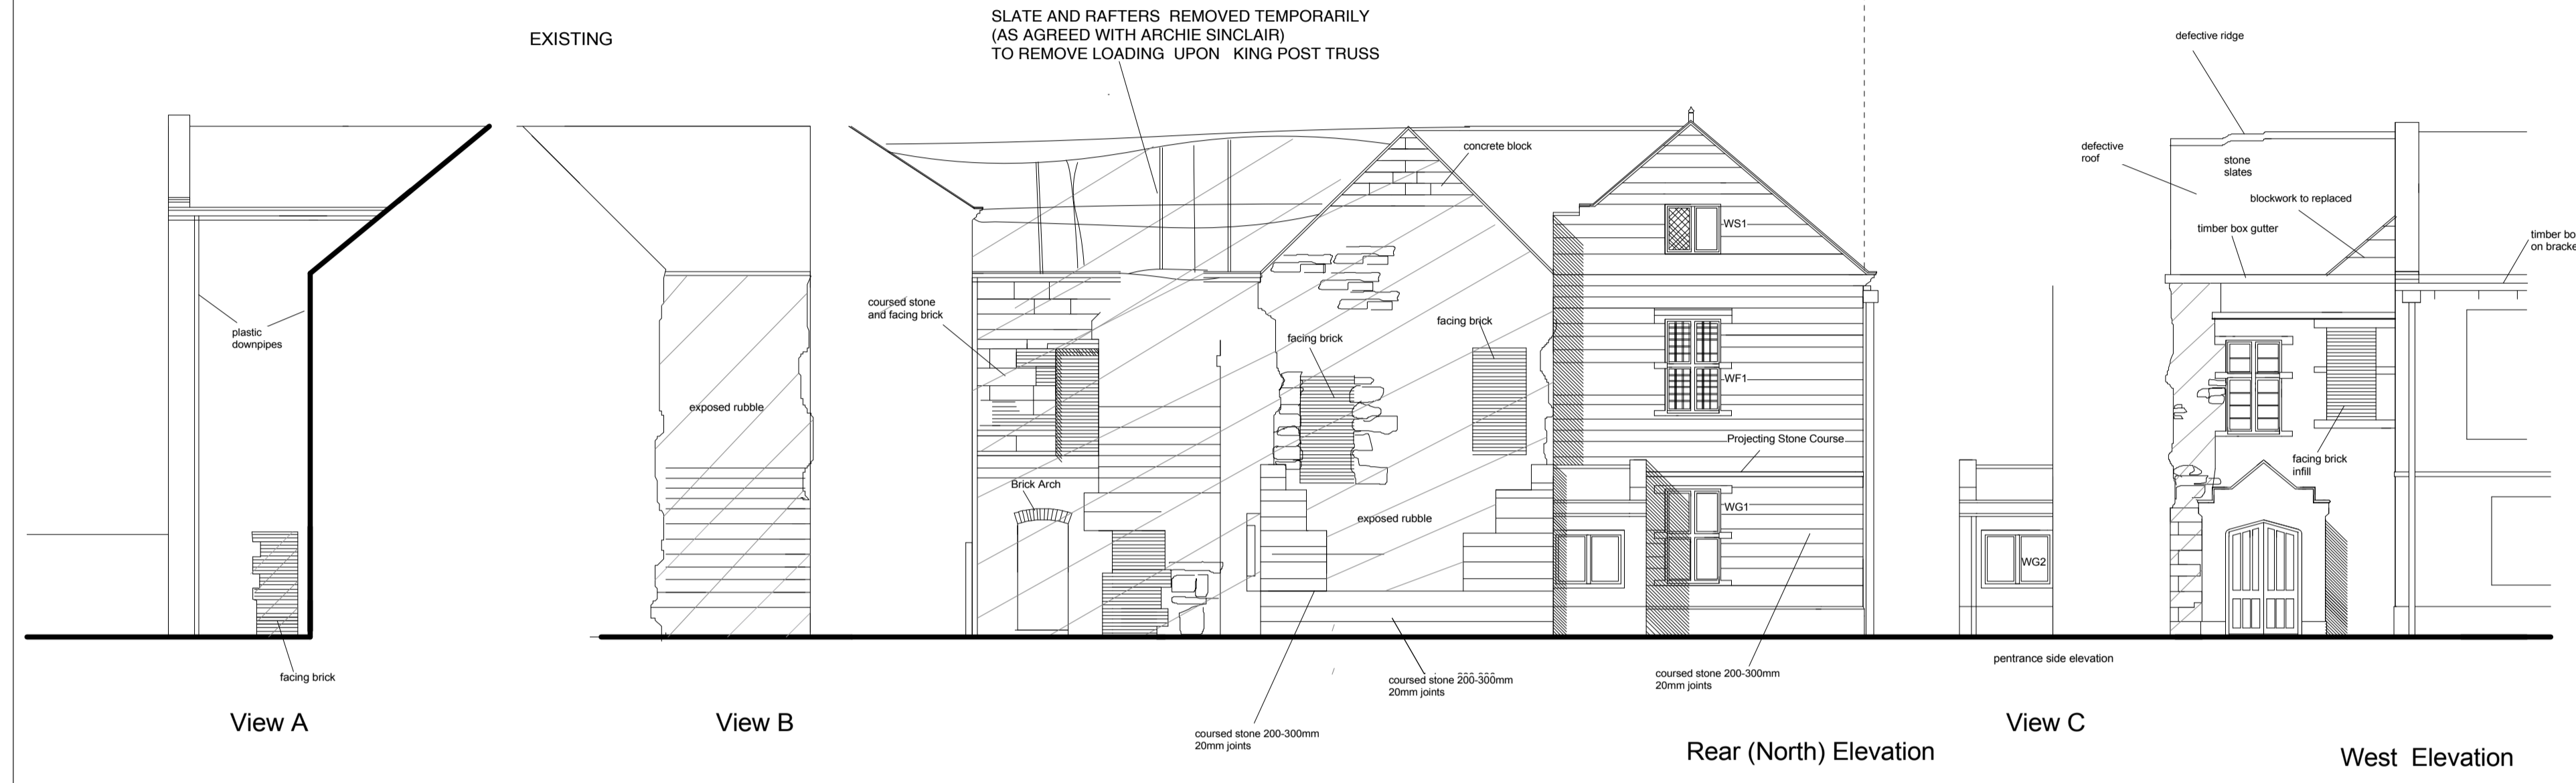 EXISTING
SLATE AND RAFTERS REMOVED TEMPORARILY
(AS AGREED WITH ARCHIE SINCLAIR)
TO REMOVE LOADING UPON KING POST TRUSS
defective ridge
concrete block
defective
roof
stone
slates
blockwork to replaced
WS1
timber box gutter
timber bo
on bracke
coursed stone
and facing brick
plastic
downpipes
facing brick
facing brick
WF1
exposed rubble
Projecting Stone Course
facing brick
infill
Brick Arch
WG1
exposed rubble
WG2
pentrance side elevation
facing brick
coursed stone 200-300mm
20mm joints
coursed stone 200-300mm
20mm joints
coursed stone 200-300mm
20mm joints
View A
View B
View C
Rear (North) Elevation
West Elevation